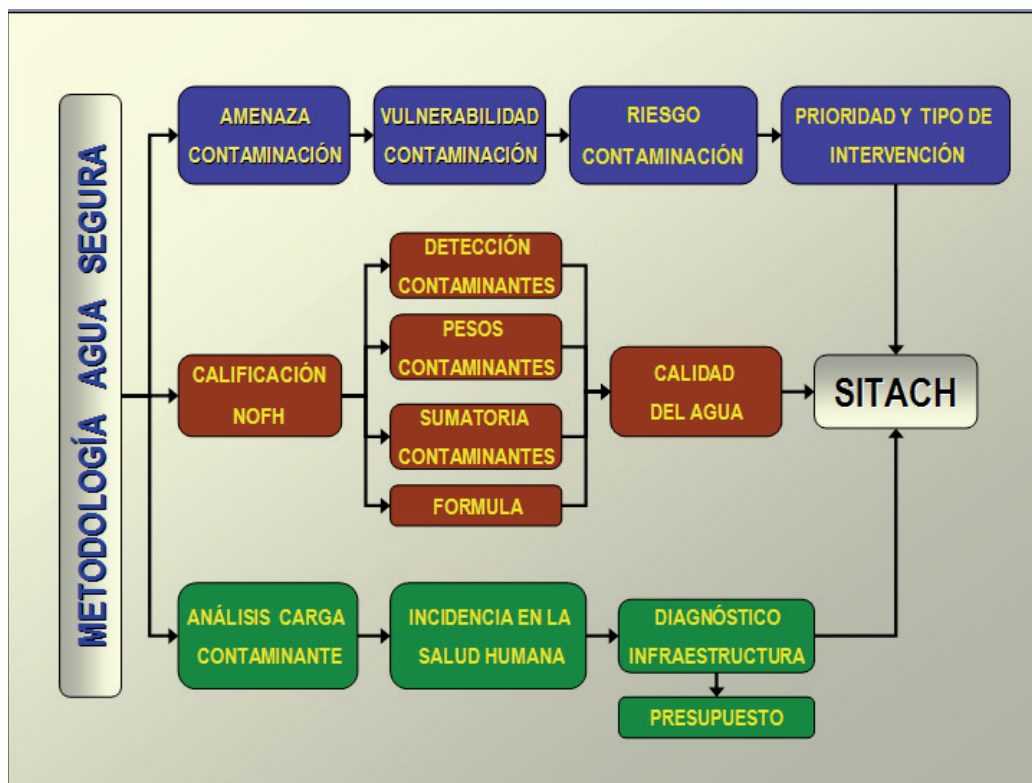 METODOLOGÍA AGUA SEGURA
AMENAZA
CONTAMINACIÓN
VULNERABILIDAD
CONTAMINACIÓN
RIESGO
CONTAMINACIÓN
PRIORIDAD Y TIPO DE
INTERVENCIÓN
CALIFICACIÓN
NOFH
DETECCIÓN
CONTAMINANTES
PESOS
CONTAMINANTES
SUMATORIA
CONTAMINANTES
FORMULA
CALIDAD
DEL AGUA
SITACH
ANÁLISIS CARGA
CONTAMINANTE
INCIDENCIA EN LA
SALUD HUMANA
DIAGNÓSTICO
INFRAESTRUCTURA
PRESUPUESTO